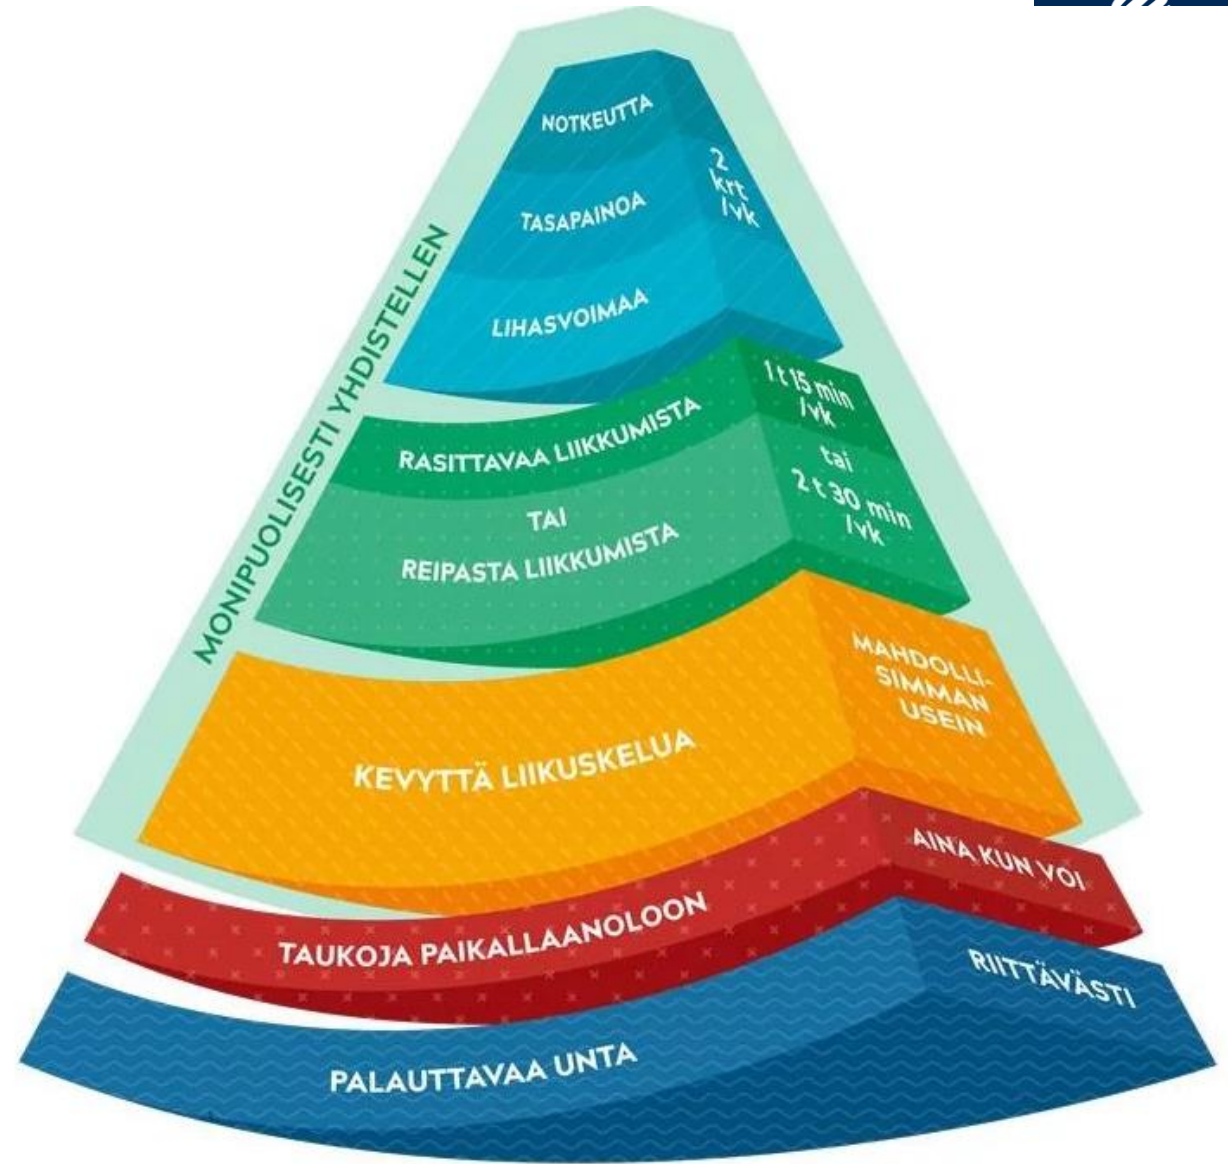 NOTKEUTTA
TASAPAINOA
LIHASVOIMAA
2
krt
/vk
MONIPUOLISESTI YHDISTELLEN
RASITTAVAA LIIKKUMISTA
1 t 15 min
/vk
TAI
REIPASTA LIIKKUMISTA
tai
2 t 30 min
/vk
KEVYTTÄ LIIKUSKELUA
MAHDOLLI-
SIMMAN
USEIN
TAUKOJA PAIKALLAANOLOON
AINA KUN VOI
PALAUTTAVAA UNTA
RIITTÄVÄSTI